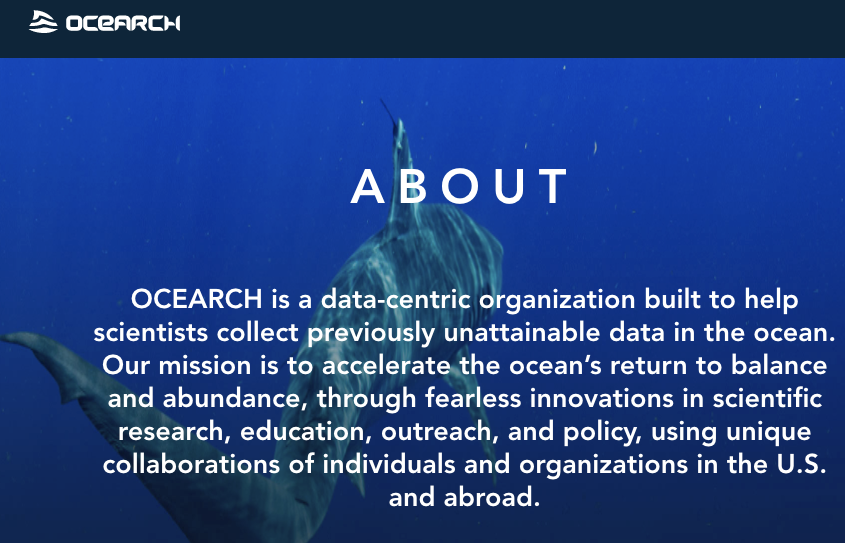 OCEARCH
ABOUT
OCEARCH is a data-centric organization built to help
scientists collect previously unattainable data in the ocean.
Our mission is to accelerate the ocean’s return to balance
and abundance, through fearless innovations in scientific
research, education, outreach, and policy, using unique
collaborations of individuals and organizations in the U.S.
and abroad.